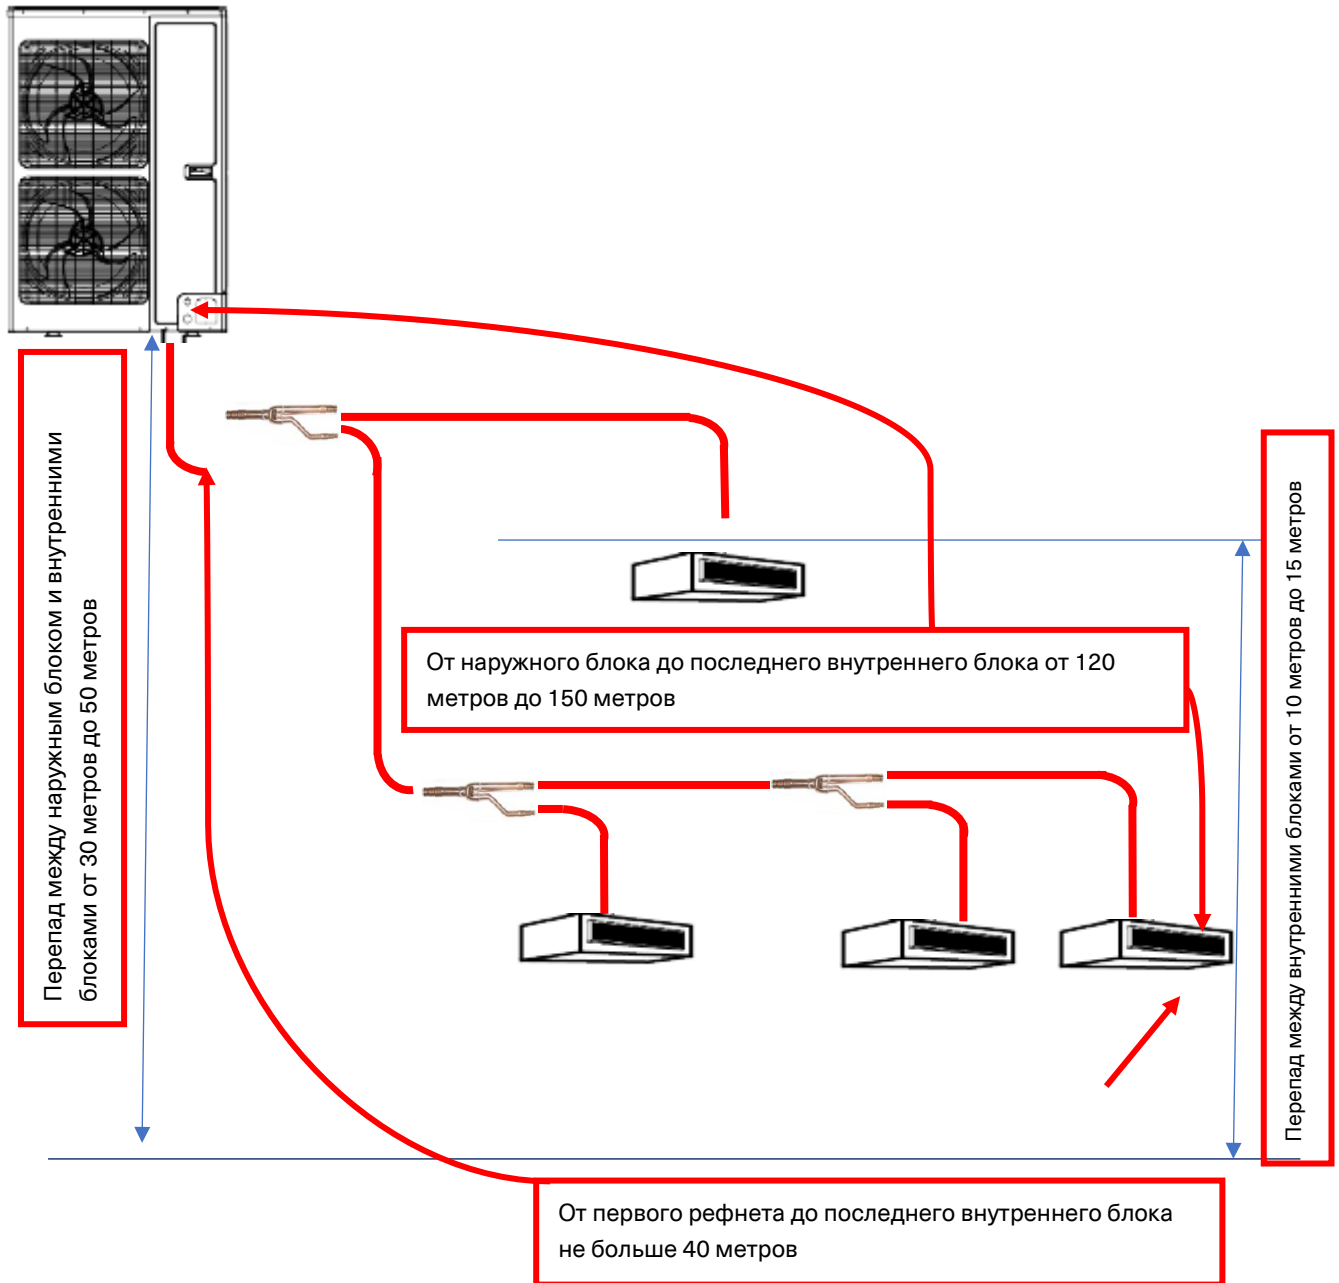 Перепад между наружным блоком и внутренними
блоками от 30 метров до 50 метров
От наружного блока до последнего внутреннего блока от 120
метров до 150 метров
Перепад между внутренними блоками от 10 метров до 15 метров
От первого рефнета до последнего внутреннего блока
не больше 40 метров